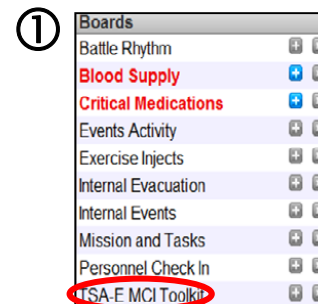 ①
Boards
Battle Rhythm
Blood Supply
Critical Medications
Events Activity
Exercise Injects
Internal Evacuation
Internal Events
Mission and Tasks
Personnel Check In
TSA-E MCI Toolkit